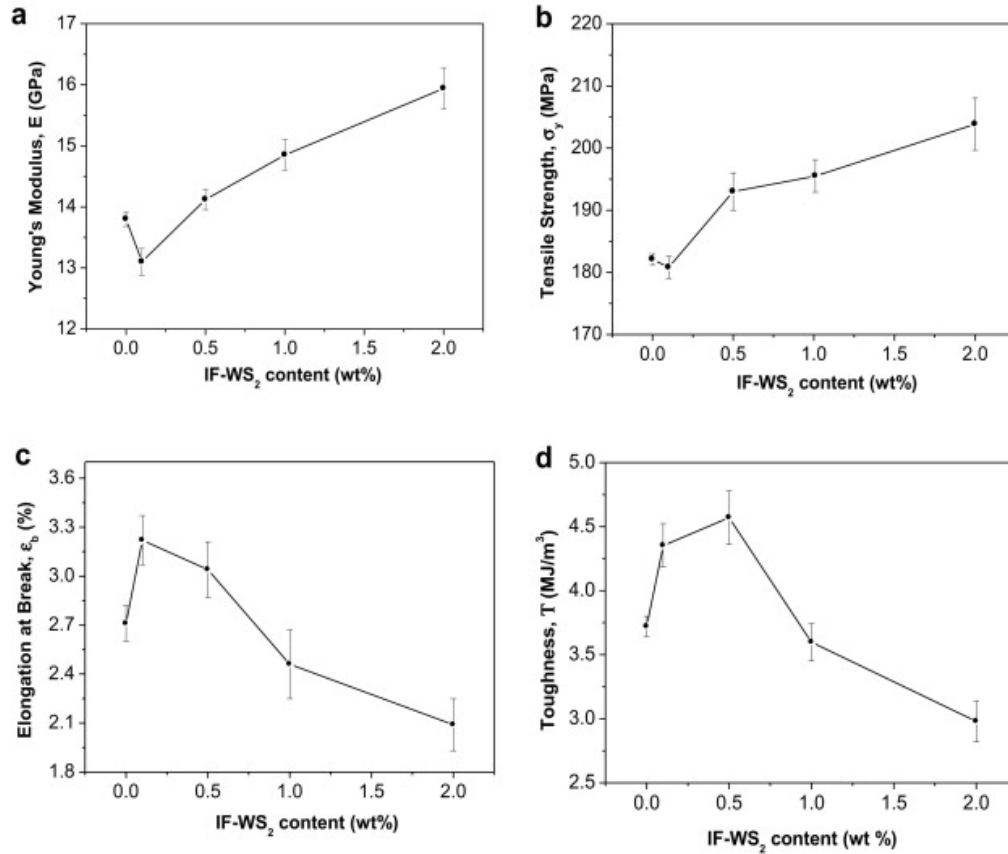 a
17
16
15
14
13
12
Young's Modulus, E (GPa)
0.0 0.5 1.0 1.5 2.0
IF-WS₂ content (wt%)
b
220
210
200
190
180
170
Tensile Strength, σᵧ (MPa)
0.0 0.5 1.0 1.5 2.0
IF-WS₂ content (wt%)
c
3.6
3.3
3.0
2.7
2.4
2.1
1.8
Elongation at Break, ε_b (%)
0.0 0.5 1.0 1.5 2.0
IF-WS₂ content (wt%)
d
5.0
4.5
4.0
3.5
3.0
2.5
Toughness, T (MJ/m³)
0.0 0.5 1.0 1.5 2.0
IF-WS₂ content (wt %)